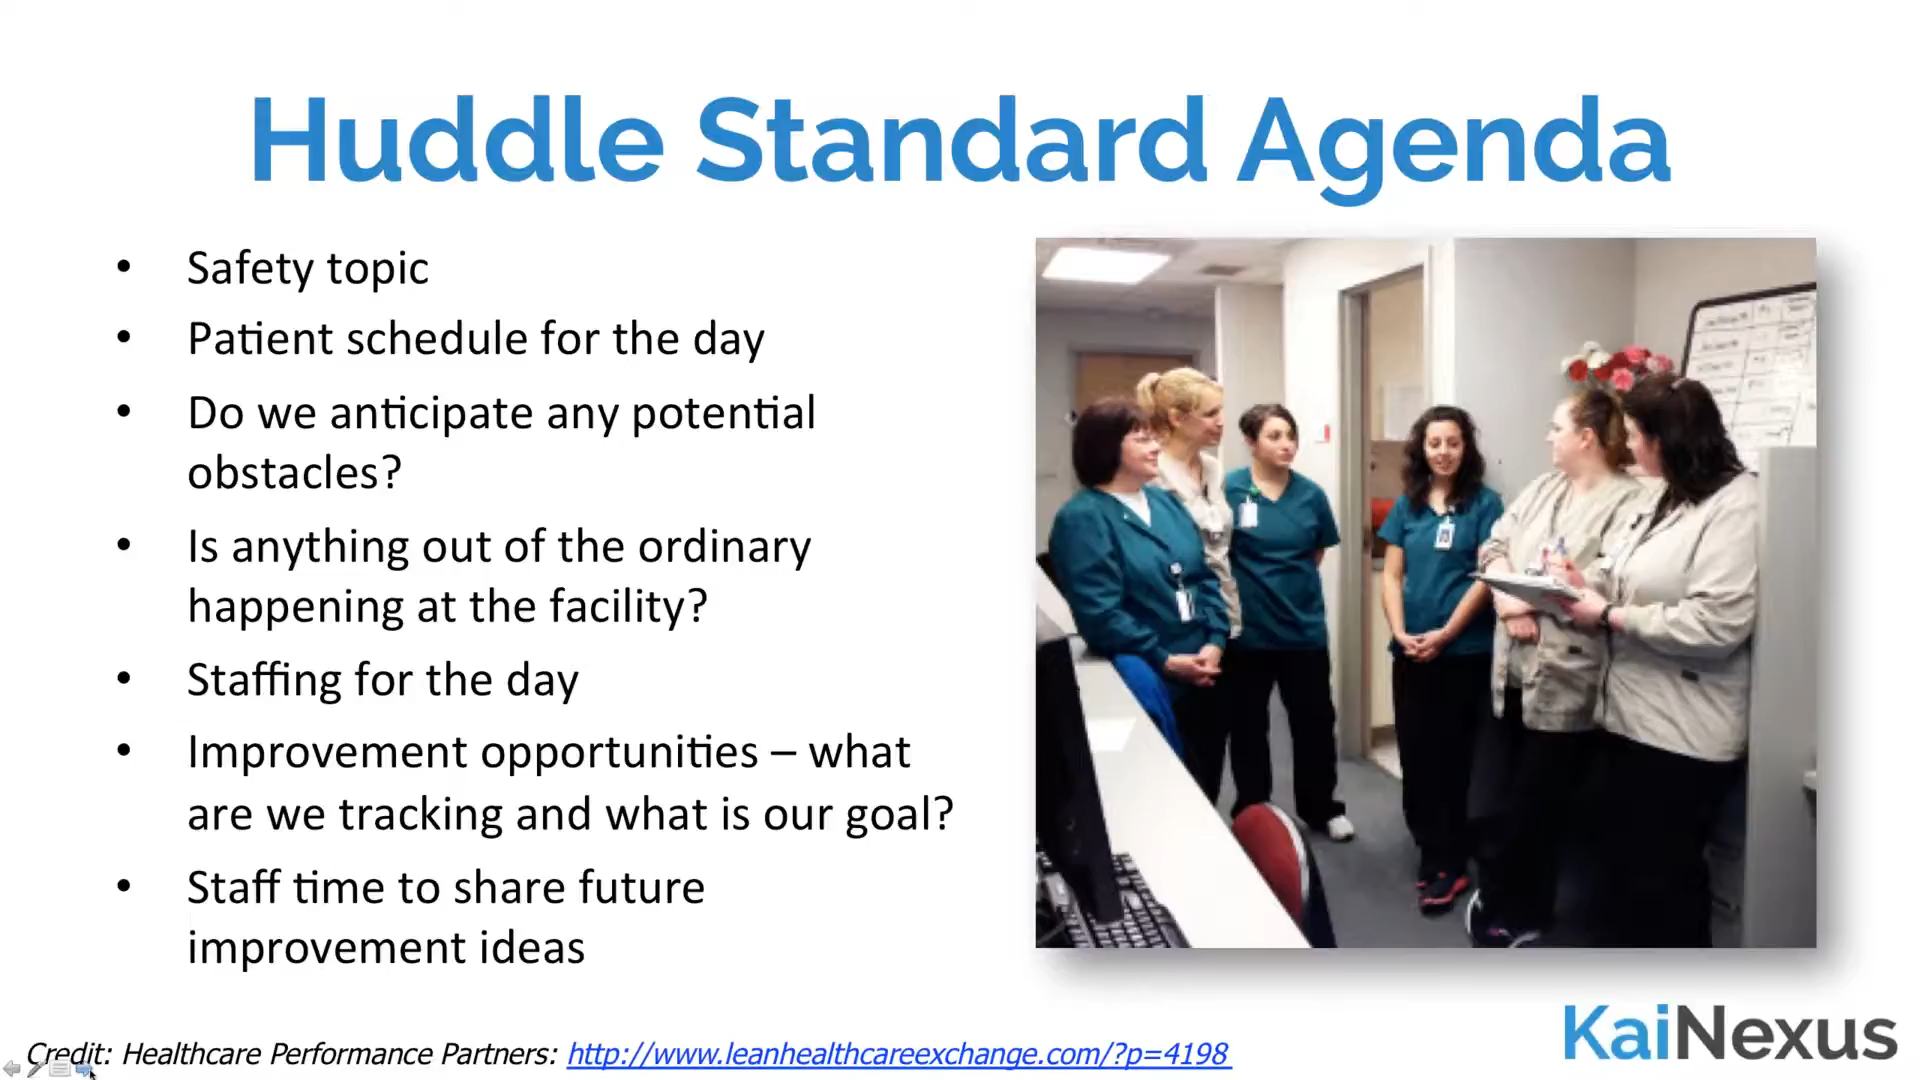 Huddle Standard Agenda
• Safety topic
• Patient schedule for the day
• Do we anticipate any potential
obstacles?
• Is anything out of the ordinary
happening at the facility?
• Staffing for the day
• Improvement opportunities – what
are we tracking and what is our goal?
• Staff time to share future
improvement ideas
Credit: Healthcare Performance Partners: http://www.leanhealthcareexchange.com/?p=4198
KaiNexus